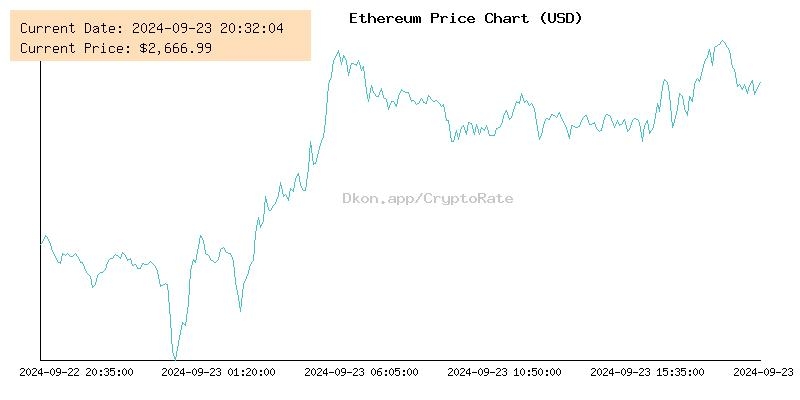 Ethereum Price Chart (USD)
Current Date: 2024-09-23 20:32:04
Current Price: $2,666.99
Dkon.app/CryptoRate
2024-09-22 20:35:00 2024-09-23 01:20:00 2024-09-23 06:05:00 2024-09-23 10:50:00 2024-09-23 15:35:00 2024-09-23